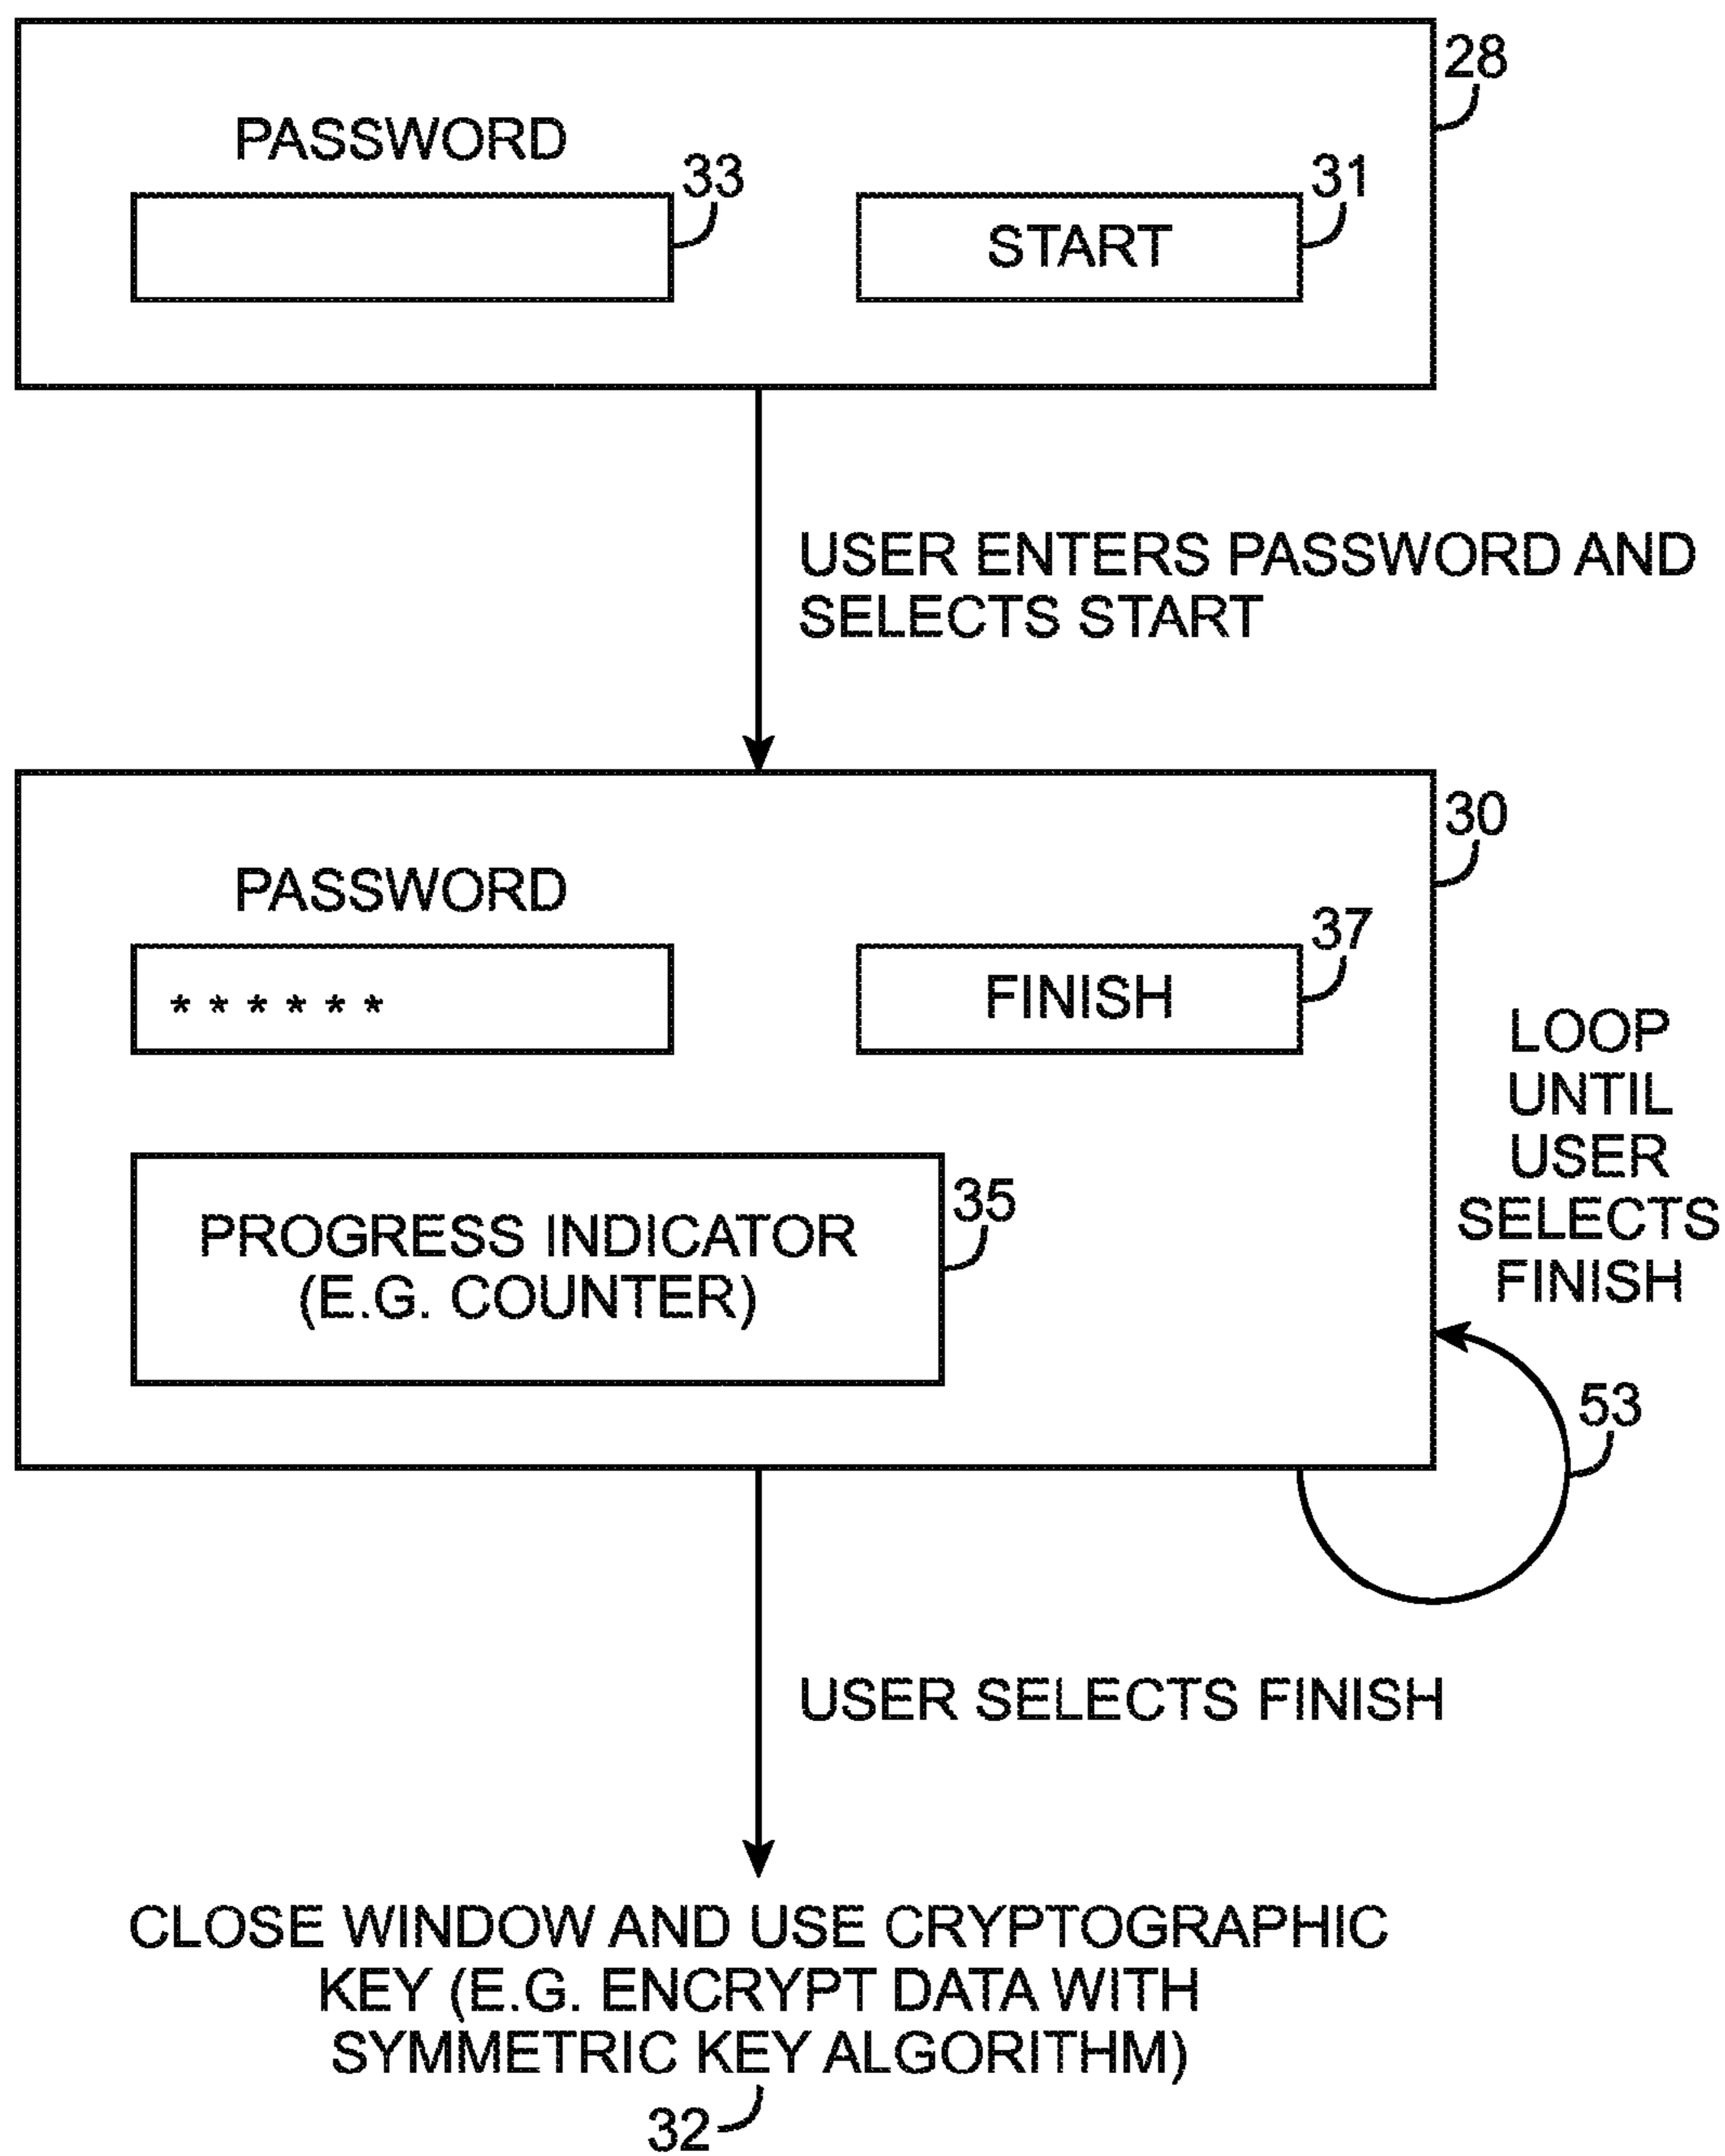 28
PASSWORD
33
31
START
USER ENTERS PASSWORD AND
SELECTS START
30
PASSWORD
37
* * * * * *
FINISH
LOOP
UNTIL
USER
SELECTS
FINISH
35
PROGRESS INDICATOR
(E.G. COUNTER)
53
USER SELECTS FINISH
CLOSE WINDOW AND USE CRYPTOGRAPHIC
KEY (E.G. ENCRYPT DATA WITH
SYMMETRIC KEY ALGORITHM)
32